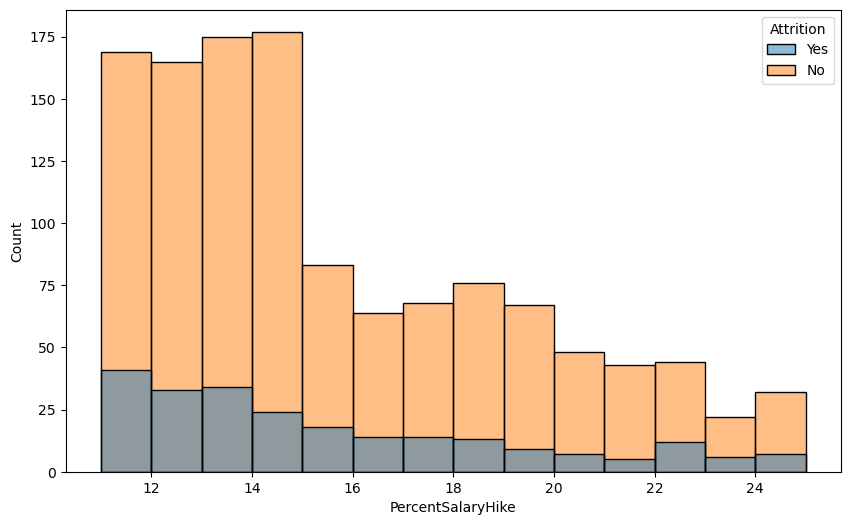 Attrition
Yes
No
175
150
125
100
75
50
25
0
Count
12 14 16 18 20 22 24
PercentSalaryHike